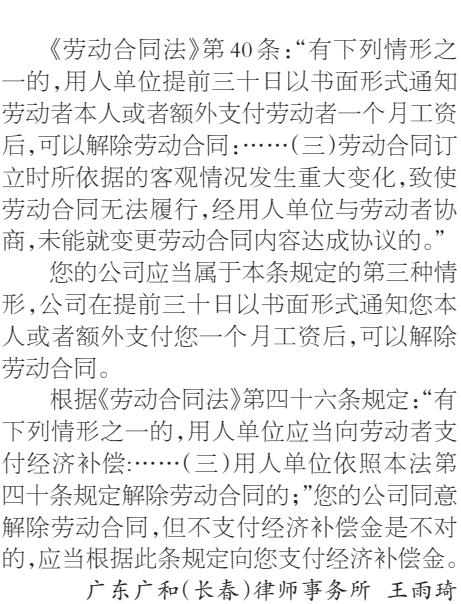 《劳动合同法》第40条：“有下列情形之
一的，用人单位提前三十日以书面形式通知
劳动者本人或者额外支付劳动者一个月工资
后，可以解除劳动合同：……(三)劳动合同订
立时所依据的客观情况发生重大变化，致使
劳动合同无法履行，经用人单位与劳动者协
商，未能就变更劳动合同内容达成协议的。”
您的公司应当属于本条规定的第三种情
形，公司在提前三十日以书面形式通知您本
人或者额外支付您一个月工资后，可以解除
劳动合同。
根据《劳动合同法》第四十六条规定：“有
下列情形之一的，用人单位应当向劳动者支
付经济补偿:……(三)用人单位依照本法第
四十条规定解除劳动合同的；”您的公司同意
解除劳动合同，但不支付经济补偿金是不对
的，应当根据此条规定向您支付经济补偿金。
广东广和(长春)律师事务所 王雨琦